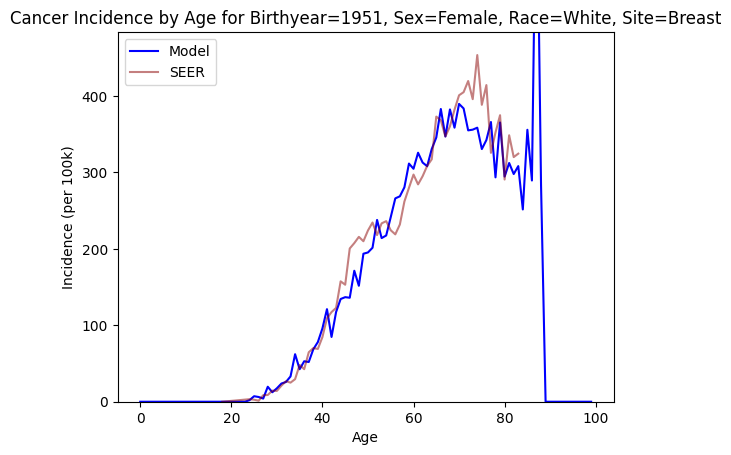 Cancer Incidence by Age for Birthyear=1951, Sex=Female, Race=White, Site=Breast
Model
SEER
400
300
200
100
0
Incidence (per 100k)
0 20 40 60 80 100
Age